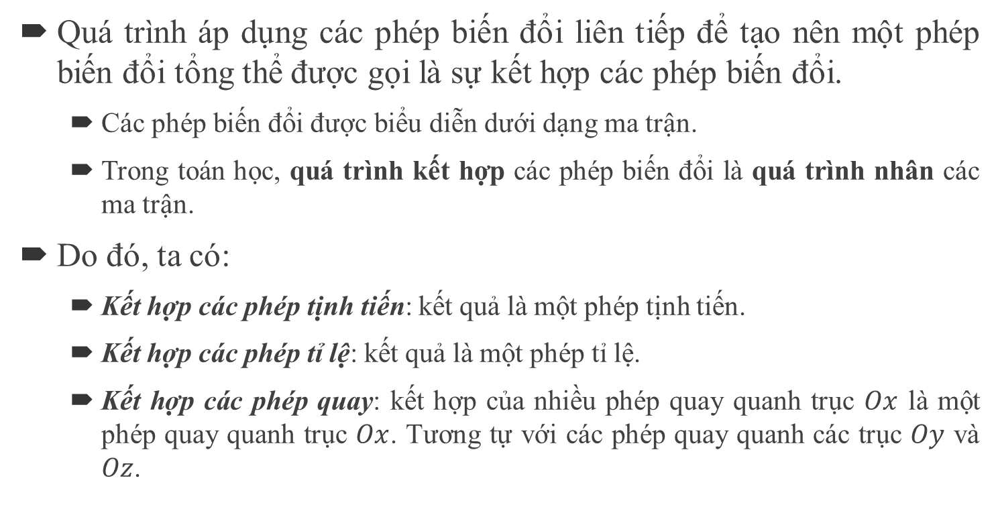 Quá trình áp dụng các phép biến đổi liên tiếp để tạo nên một phép
biến đổi tổng thể được gọi là sự kết hợp các phép biến đổi.
Các phép biến đổi được biểu diễn dưới dạng ma trận.
Trong toán học, quá trình kết hợp các phép biến đổi là quá trình nhân các
ma trận.
Do đó, ta có:
Kết hợp các phép tịnh tiến: kết quả là một phép tịnh tiến.
Kết hợp các phép tỉ lệ: kết quả là một phép tỉ lệ.
Kết hợp các phép quay: kết hợp của nhiều phép quay quanh trục Ox là một
phép quay quanh trục Ox. Tương tự với các phép quay quanh các trục Oy và
Oz.